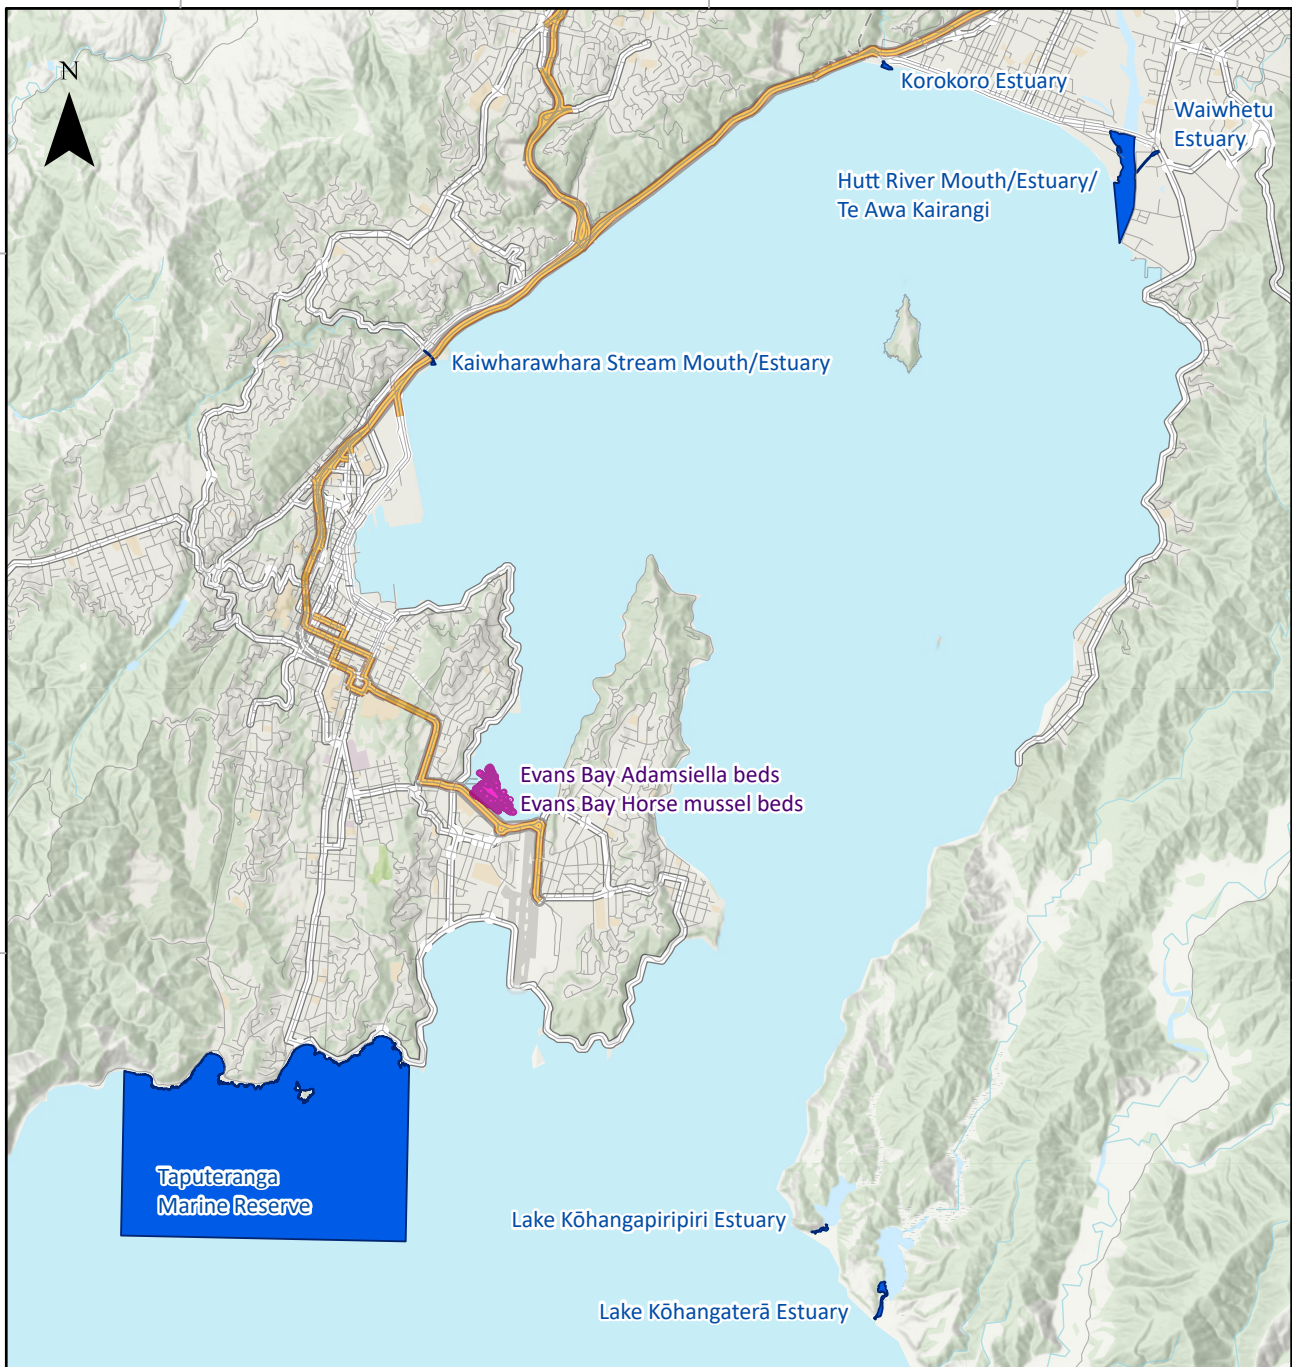 N
Korokoro Estuary
Waiwhetu
Estuary
Hutt River Mouth/Estuary/
Te Awa Kairangi
Kaiwharawhara Stream Mouth/Estuary
Evans Bay Adamsiella beds
Evans Bay Horse mussel beds
Taputeranga
Marine Reserve
Lake Kōhangapiripiri Estuary
Lake Kōhangaterā Estuary